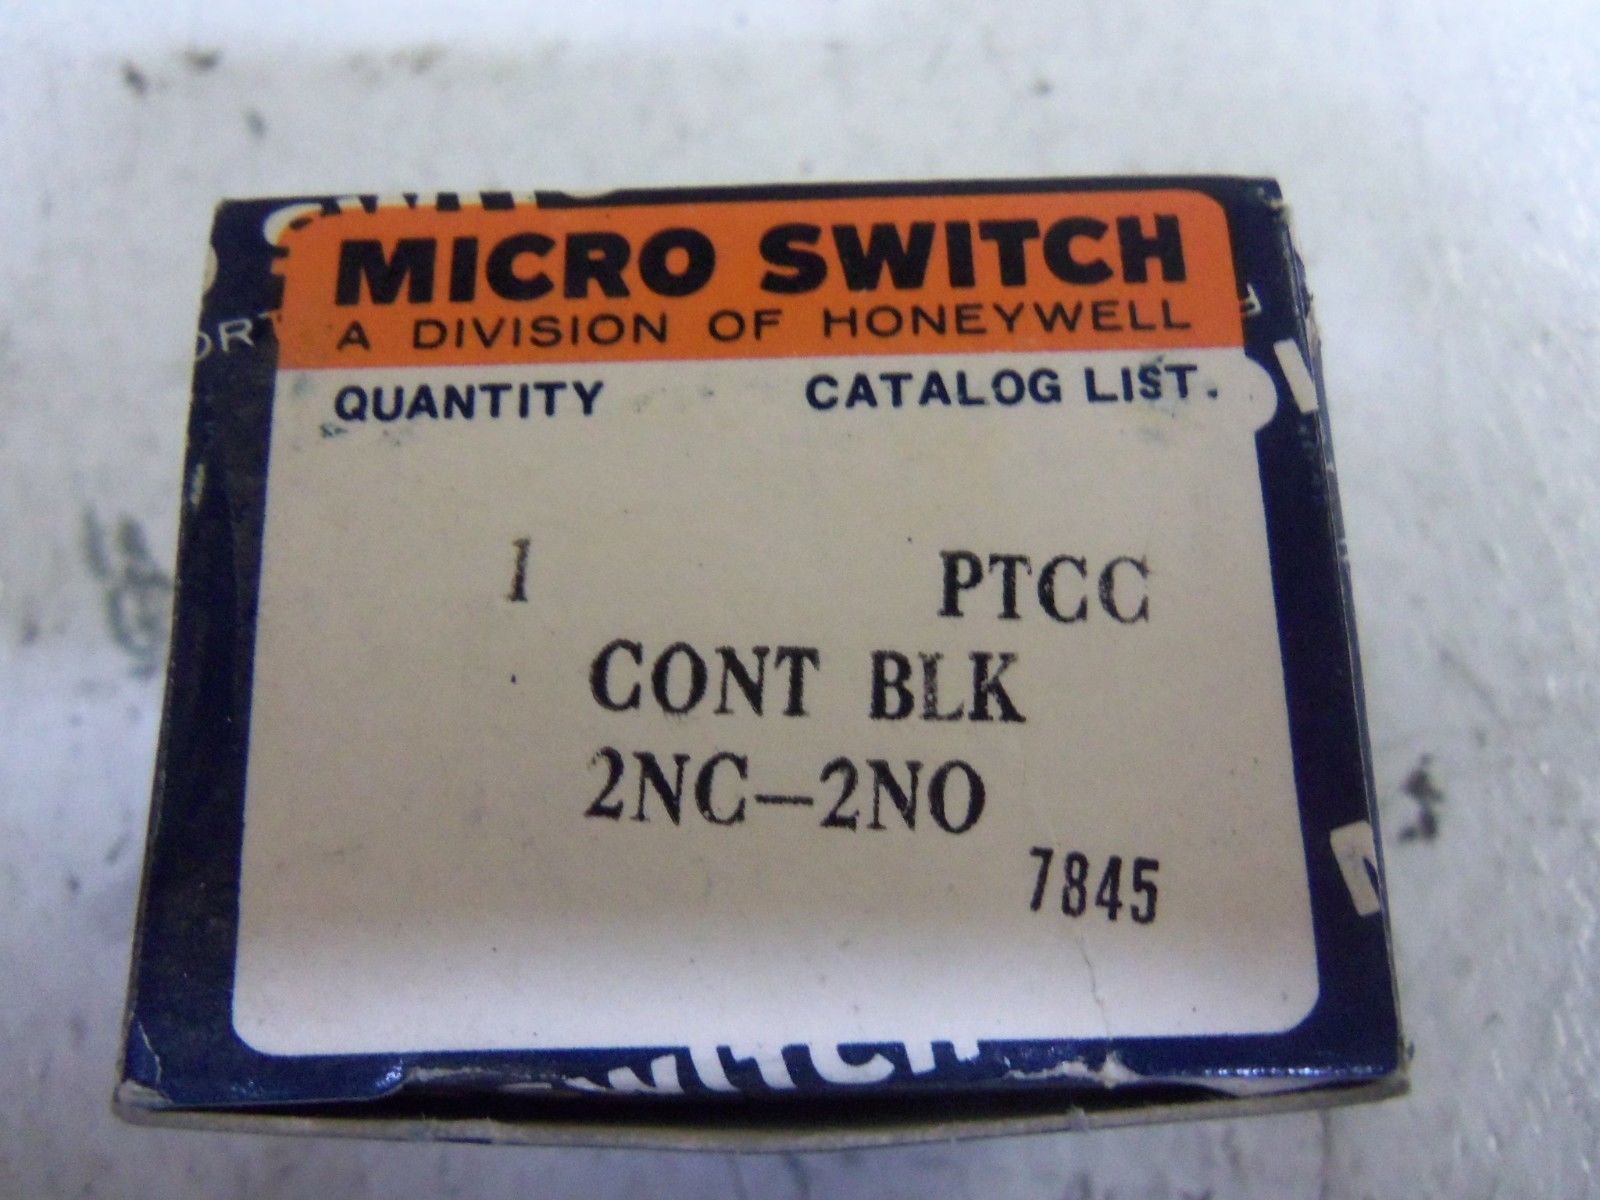 MICRO SWITCH
A DIVISION OF HONEYWELL
QUANTITY CATALOG LIST.
1 PTCC
CONT BLK
2NC-2NO
7845